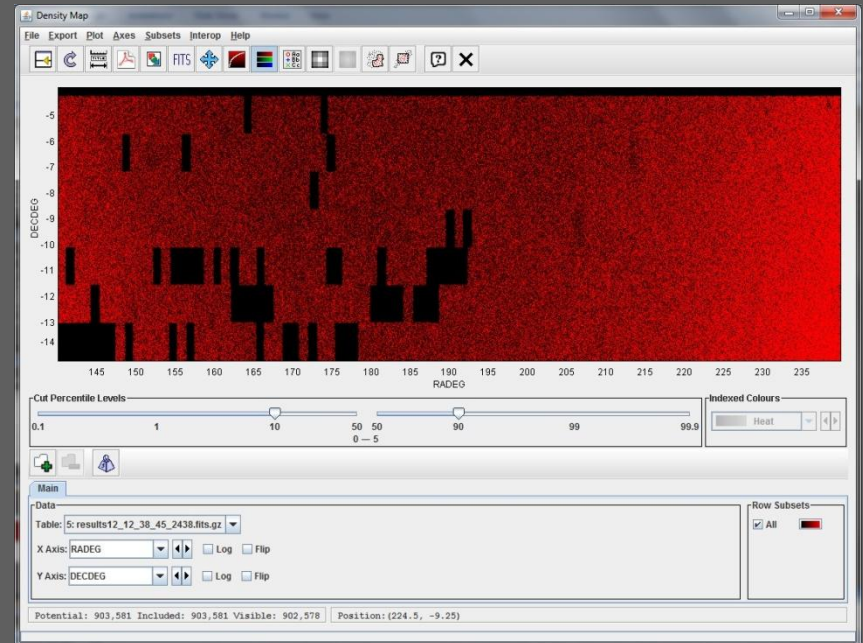 Density Map
File Export Plot Axes Subsets Interop Help
TITLE FITS
-5
-6
-7
-8
-9
-10
-11
-12
-13
-14
DECDEG
145 150 155 160 165 170 175 180 185 190 195 200 205 210 215 220 225 230 235
RADEG
Cut Percentile Levels
Indexed Colours
0.1 1 10 50 50 90 99 99.9
0 — 5
Heat
Main
Data
Row Subsets
Table: 5: results12_12_38_45_2438.fits.gz
All
X Axis: RADEG Log Flip
Y Axis: DECDEG Log Flip
Potential: 903,581 Included: 903,581 Visible: 902,578 Position: (224.5, -9.25)